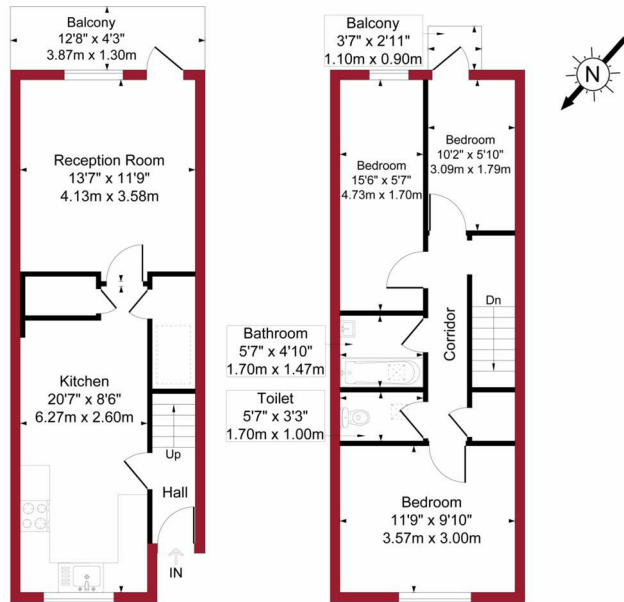 Balcony
12'8" x 4'3"
3.87m x 1.30m
Reception Room
13'7" x 11'9"
4.13m x 3.58m
Kitchen
20'7" x 8'6"
6.27m x 2.60m
Up
Hall
IN
Balcony
3'7" x 2'11"
1.10m x 0.90m
N
Bedroom
10'2" x 5'10"
3.09m x 1.79m
Bedroom
15'6" x 5'7"
4.73m x 1.70m
Dn
Corridor
Bathroom
5'7" x 4'10"
1.70m x 1.47m
Toilet
5'7" x 3'3"
1.70m x 1.00m
Bedroom
11'9" x 9'10"
3.57m x 3.00m